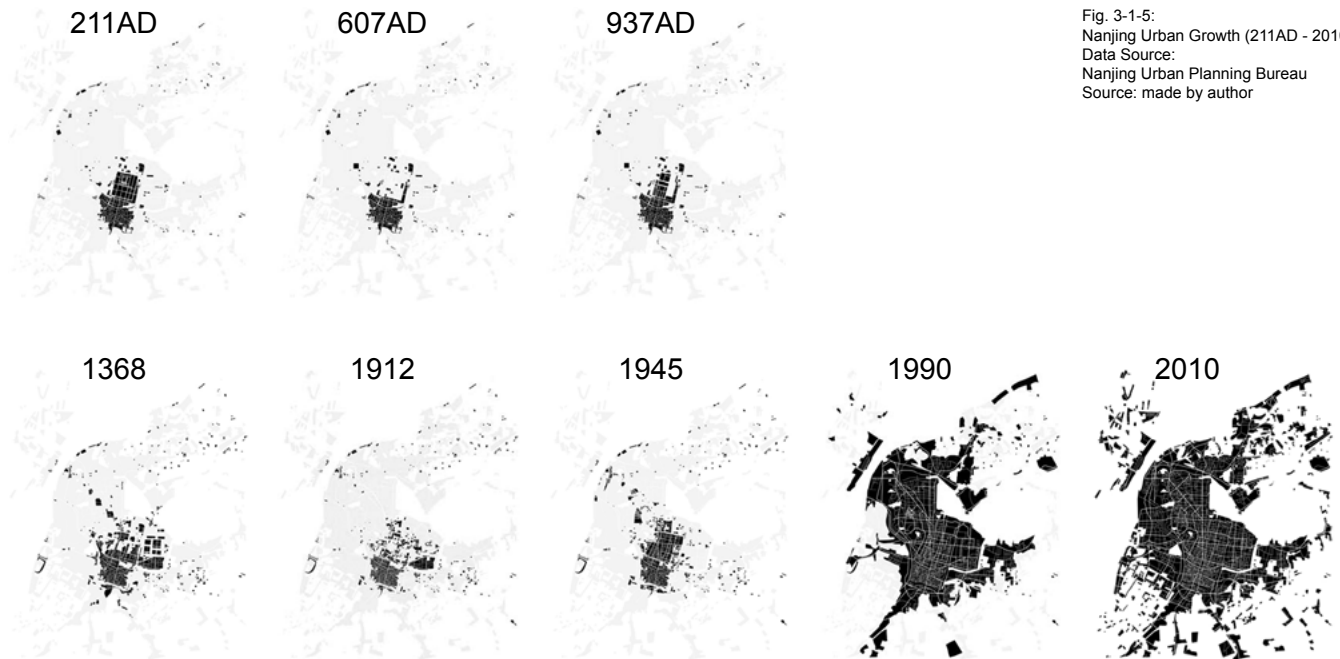 211AD
607AD
937AD
Fig. 3-1-5:
Nanjing Urban Growth (211AD - 201
Data Source:
Nanjing Urban Planning Bureau
Source: made by author
1368
1912
1945
1990
2010